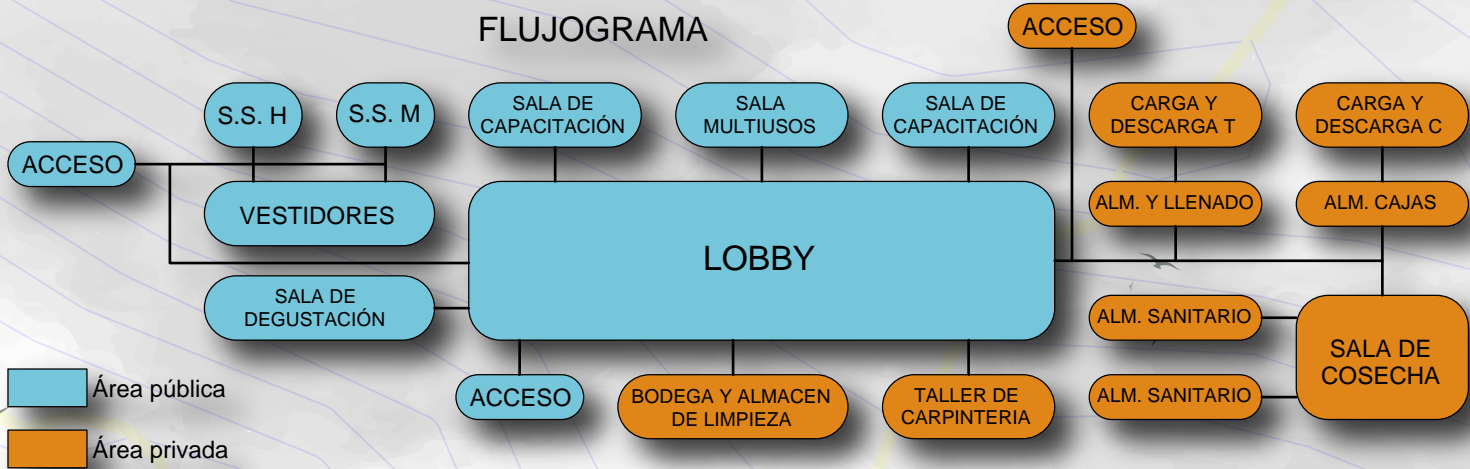 FLUJOGRAMA
ACCESO
S.S. H
S.S. M
SALA DE
CAPACITACIÓN
SALA
MULTIUSOS
SALA DE
CAPACITACIÓN
CARGA Y
DESCARGA T
CARGA Y
DESCARGA C
ACCESO
VESTIDORES
LOBBY
ALM. Y LLENADO
ALM. CAJAS
SALA DE
DEGUSTACIÓN
ALM. SANITARIO
SALA DE
COSECHA
ALM. SANITARIO
ACCESO
BODEGA Y ALMACEN
DE LIMPIEZA
TALLER DE
CARPINTERIA
Área pública
Área privada